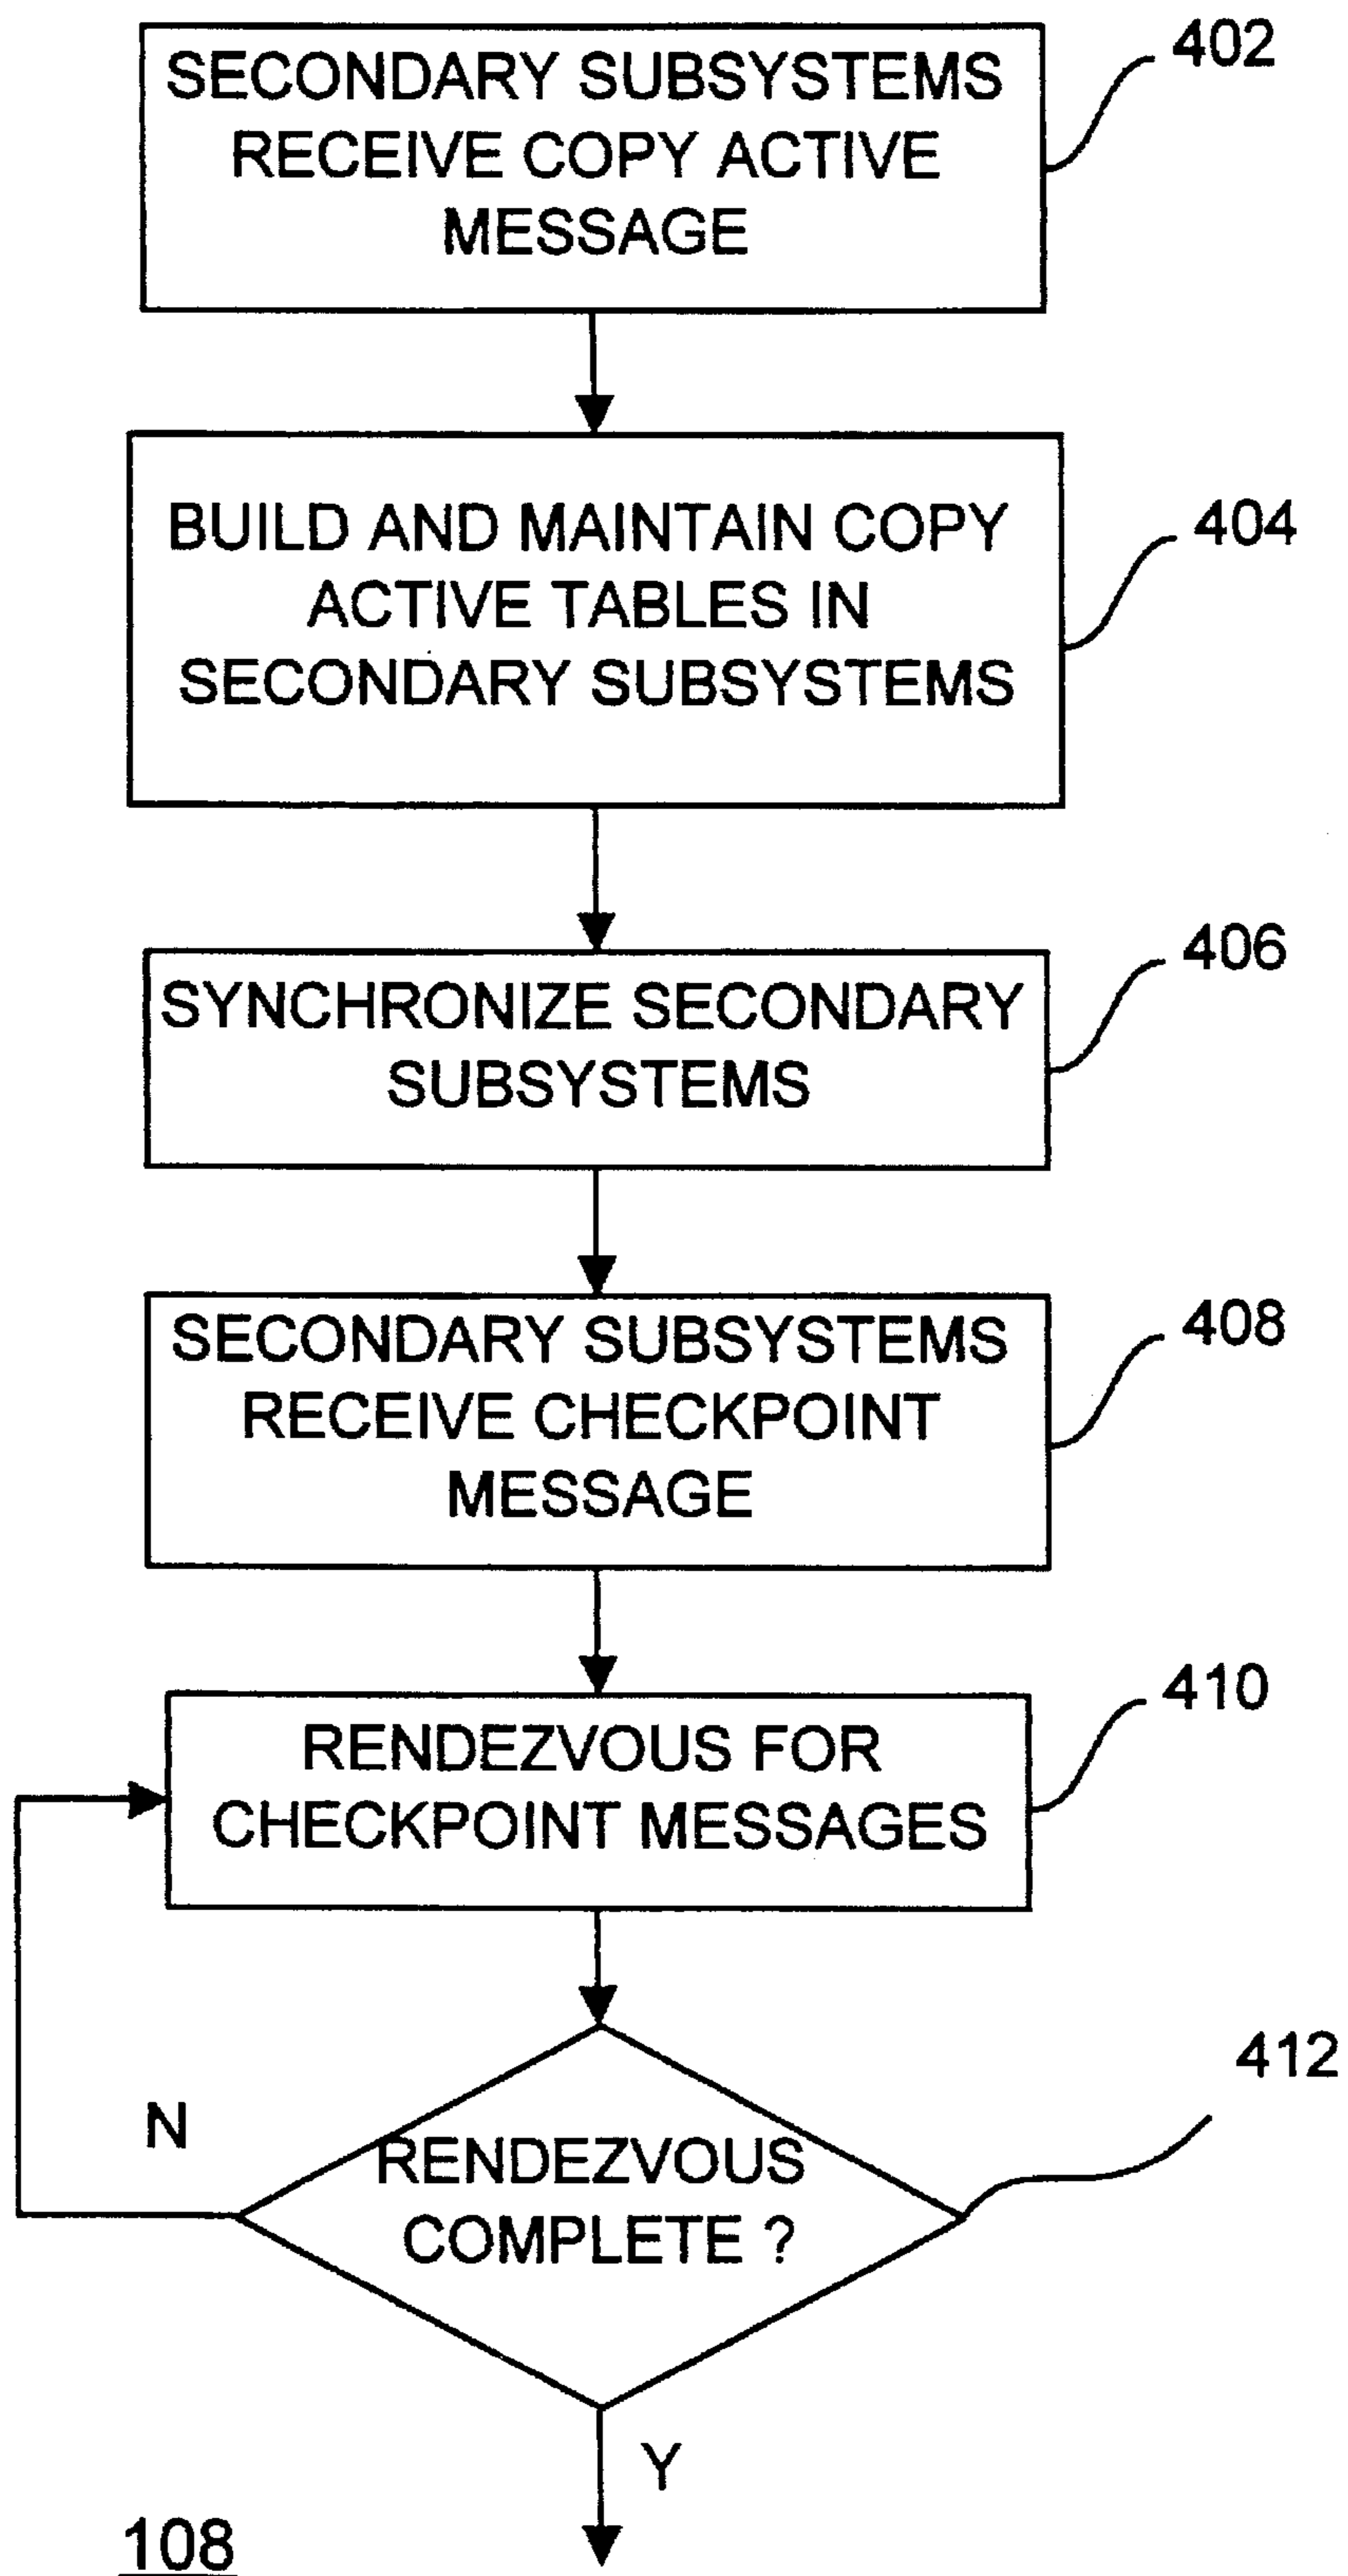 SECONDARY SUBSYSTEMS
RECEIVE COPY ACTIVE
MESSAGE
402
BUILD AND MAINTAIN COPY
ACTIVE TABLES IN
SECONDARY SUBSYSTEMS
404
SYNCHRONIZE SECONDARY
SUBSYSTEMS
406
SECONDARY SUBSYSTEMS
RECEIVE CHECKPOINT
MESSAGE
408
RENDEZVOUS FOR
CHECKPOINT MESSAGES
410
RENDEZVOUS
COMPLETE ?
412
N
Y
108